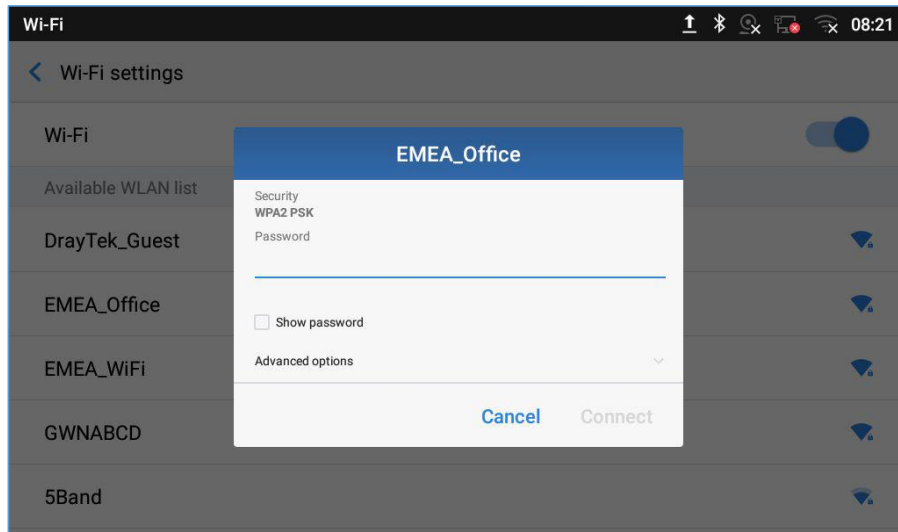 Wi-Fi 08:21
Wi-Fi settings
Wi-Fi
Available WLAN list
DrayTek_Guest
EMEA_Office
EMEA_WiFi
GWNABCD
5Band
EMEA_Office
Security
WPA2 PSK
Password
Show password
Advanced options
Cancel Connect